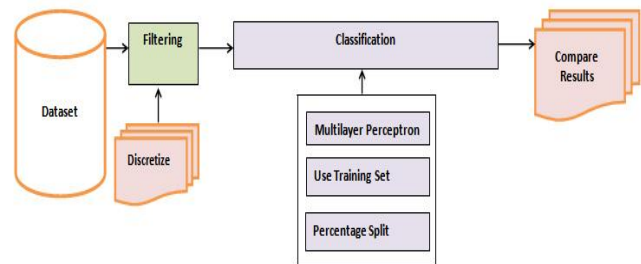 Dataset
Filtering
Discretize
Classification
Multilayer Perceptron
Use Training Set
Percentage Split
Compare
Results